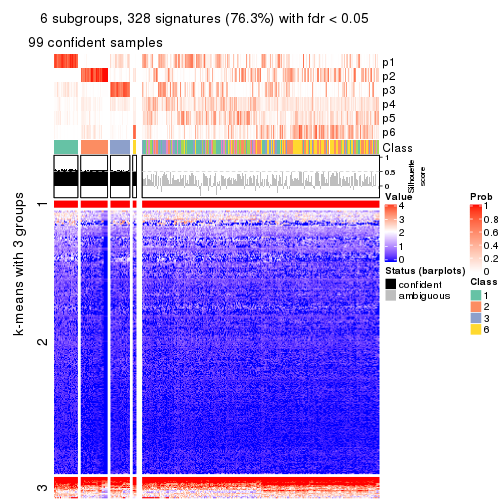 6 subgroups, 328 signatures (76.3%) with fdr < 0.05
99 confident samples
p1
p2
p3
p4
p5
p6
Class
1
0.5
0
Silhouette
score
k-means with 3 groups
1
2
3
Value
4
3
2
1
0
Status (barplots)
confident
ambiguous
Prob
1
0.8
0.6
0.4
0.2
0
Class
1
2
3
6